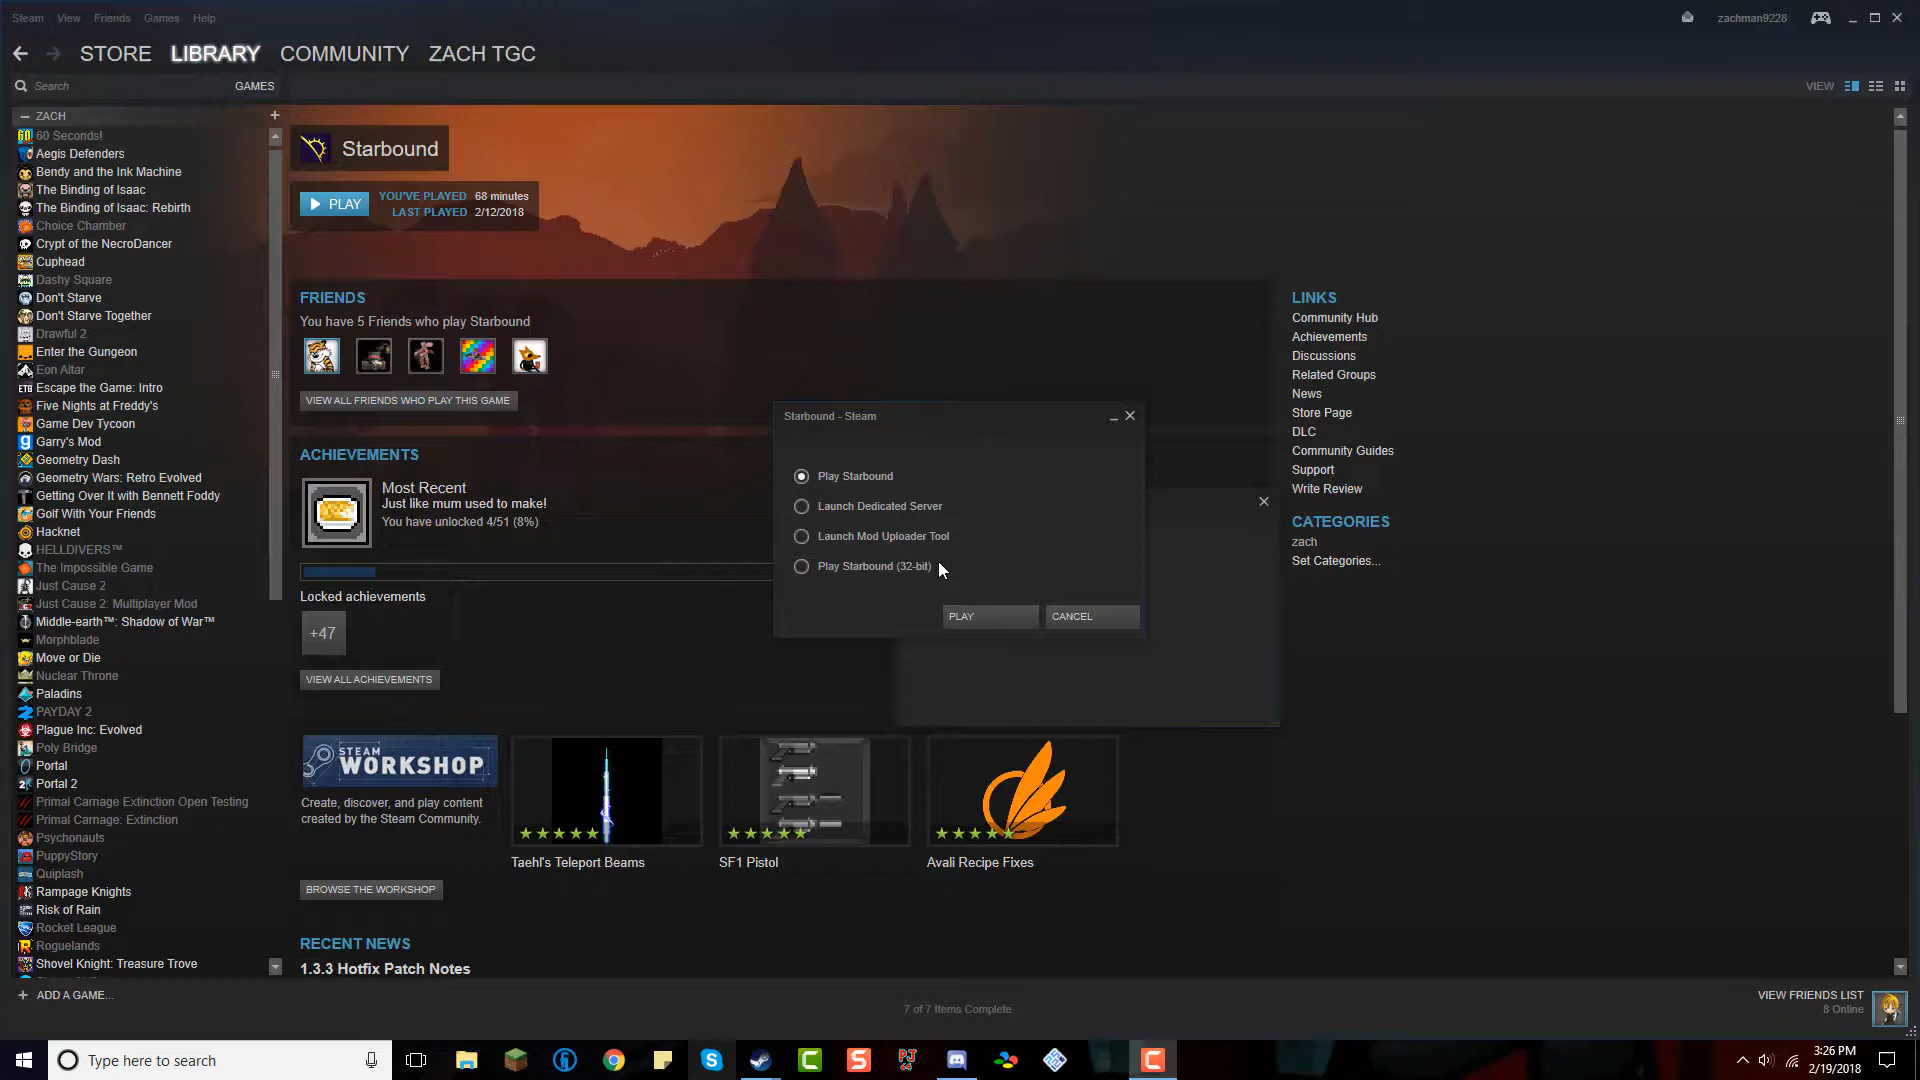 Steam View Friends Games Help
zachman9228
STORE LIBRARY COMMUNITY ZACH TGC
Search
GAMES
VIEW
ZACH
60 Seconds!
Aegis Defenders
Bendy and the Ink Machine
The Binding of Isaac
The Binding of Isaac: Rebirth
Choice Chamber
Crypt of the NecroDancer
Cuphead
Dashy Square
Don't Starve
Don't Starve Together
Drawful 2
Enter the Gungeon
Eon Altar
Escape the Game: Intro
Five Nights at Freddy's
Game Dev Tycoon
Garry's Mod
Geometry Dash
Geometry Wars: Retro Evolved
Getting Over It with Bennett Foddy
Golf With Your Friends
Hacknet
HELLDIVERS™
The Impossible Game
Just Cause 2
Just Cause 2: Multiplayer Mod
Middle-earth™: Shadow of War™
Morphblade
Move or Die
Nuclear Throne
Paladins
PAYDAY 2
Plague Inc: Evolved
Poly Bridge
Portal
Portal 2
Primal Carnage Extinction Open Testing
Primal Carnage: Extinction
Psychonauts
PuppyStory
Quiplash
Rampage Knights
Risk of Rain
Rocket League
Roguelands
Shovel Knight: Treasure Trove
ADD A GAME...
Starbound
PLAY
YOU'VE PLAYED 68 minutes
LAST PLAYED 2/12/2018
FRIENDS
You have 5 Friends who play Starbound
VIEW ALL FRIENDS WHO PLAY THIS GAME
ACHIEVEMENTS
Most Recent
Just like mum used to make!
You have unlocked 4/51 (8%)
Locked achievements
+47
VIEW ALL ACHIEVEMENTS
STEAM
WORKSHOP
Create, discover, and play content
created by the Steam Community.
BROWSE THE WORKSHOP
Taehl's Teleport Beams
SF1 Pistol
Avali Recipe Fixes
RECENT NEWS
1.3.3 Hotfix Patch Notes
Starbound - Steam
Play Starbound
Launch Dedicated Server
Launch Mod Uploader Tool
Play Starbound (32-bit)
PLAY
CANCEL
LINKS
Community Hub
Achievements
Discussions
Related Groups
News
Store Page
DLC
Community Guides
Support
Write Review
CATEGORIES
zach
Set Categories...
7 of 7 Items Complete
VIEW FRIENDS LIST
8 Online
Type here to search
3:26 PM
2/19/2018